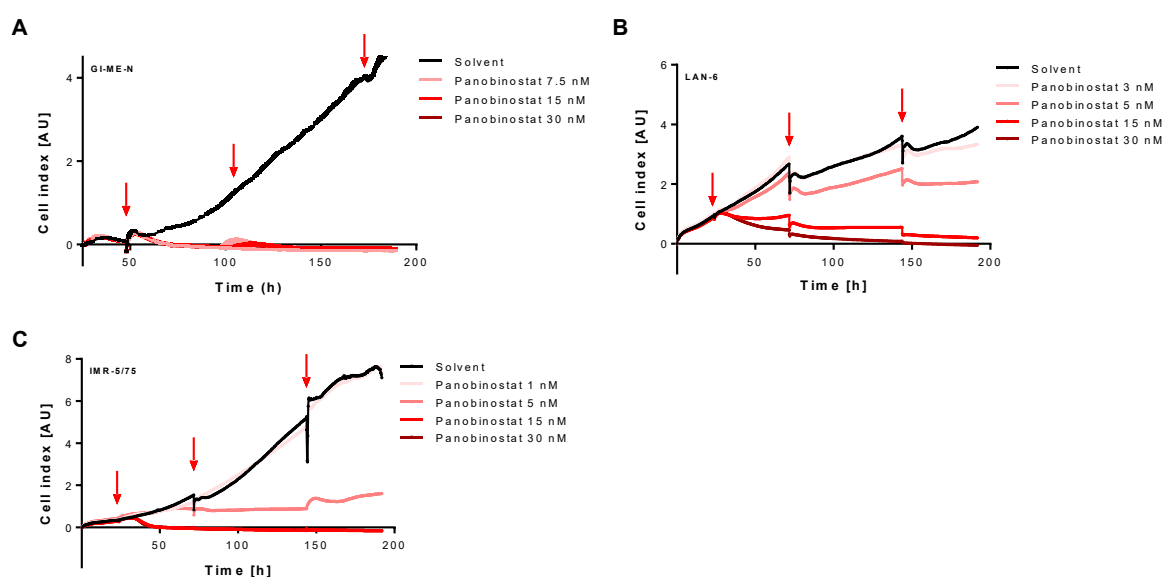 A
GI-ME-N
Cell index [AU]
4
2
0
50
100
150
200
Time (h)
Solvent
Panobinostat 7.5 nM
Panobinostat 15 nM
Panobinostat 30 nM
B
LAN-6
Cell index [AU]
6
4
2
0
50
100
150
200
Time [h]
Solvent
Panobinostat 3 nM
Panobinostat 5 nM
Panobinostat 15 nM
Panobinostat 30 nM
C
IMR-5/75
Cell index [AU]
8
6
4
2
0
50
100
150
200
Time [h]
Solvent
Panobinostat 1 nM
Panobinostat 5 nM
Panobinostat 15 nM
Panobinostat 30 nM